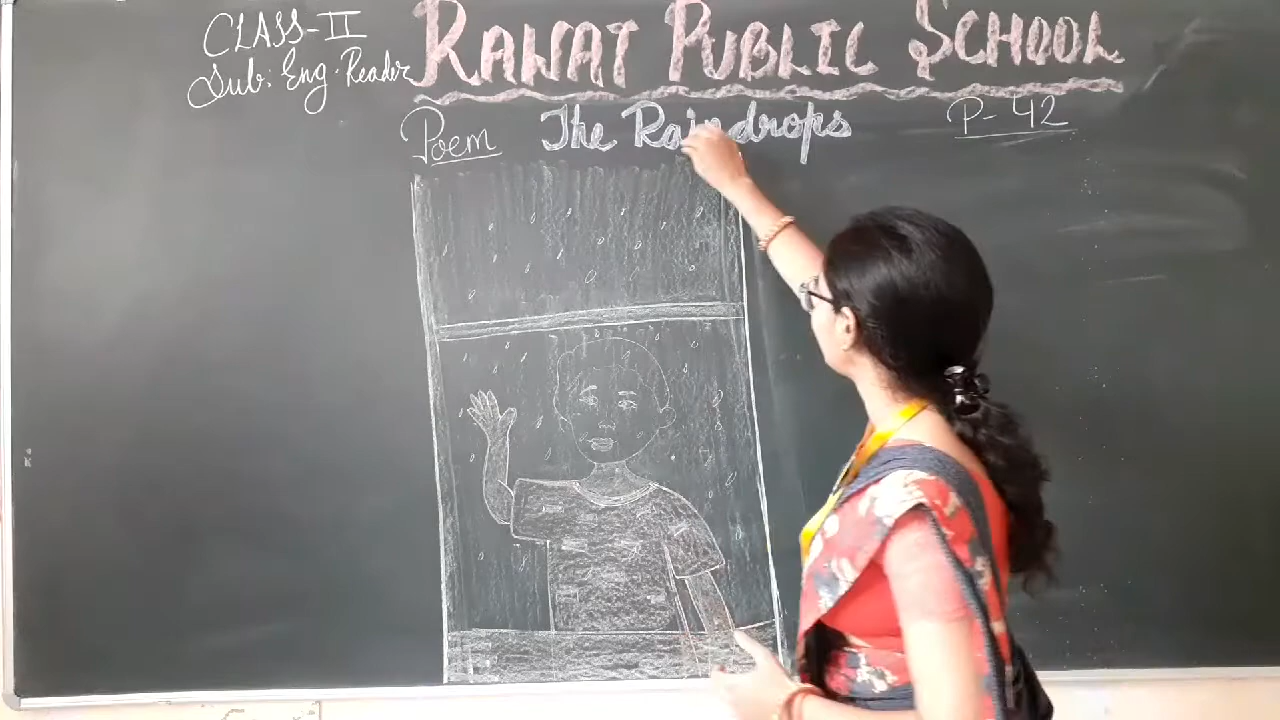 CLASS-II
Sub: Eng. Reader
RAWAT PUBLIC SCHOOL
Poem The Raindrops P-42